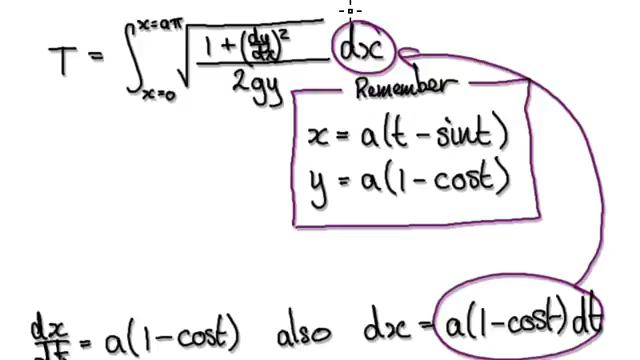 T = ∫_{x=0}^{x=aπ} √((1 + (dy/dx)²)/(2gy)) dx
Remember
x = a(t - sint)
y = a(1 - cost)
dx/dt = a(1-cost) also dx = a(1-cost) dt